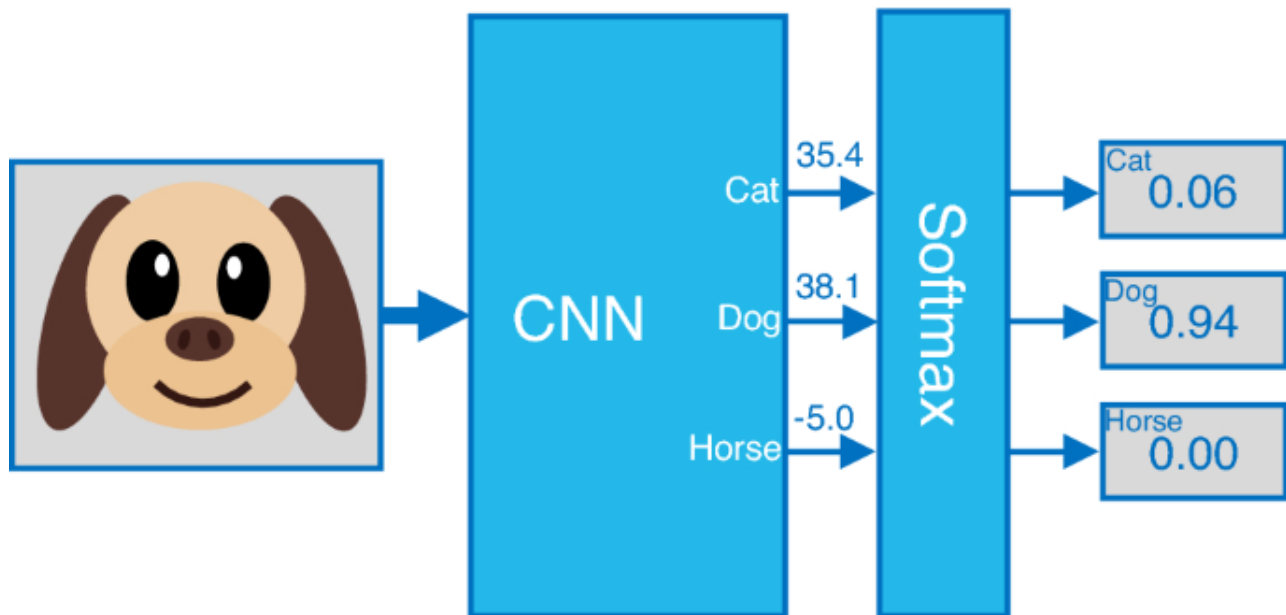 CNN
Cat
35.4
Dog
38.1
Horse
-5.0
Softmax
Cat
0.06
Dog
0.94
Horse
0.00